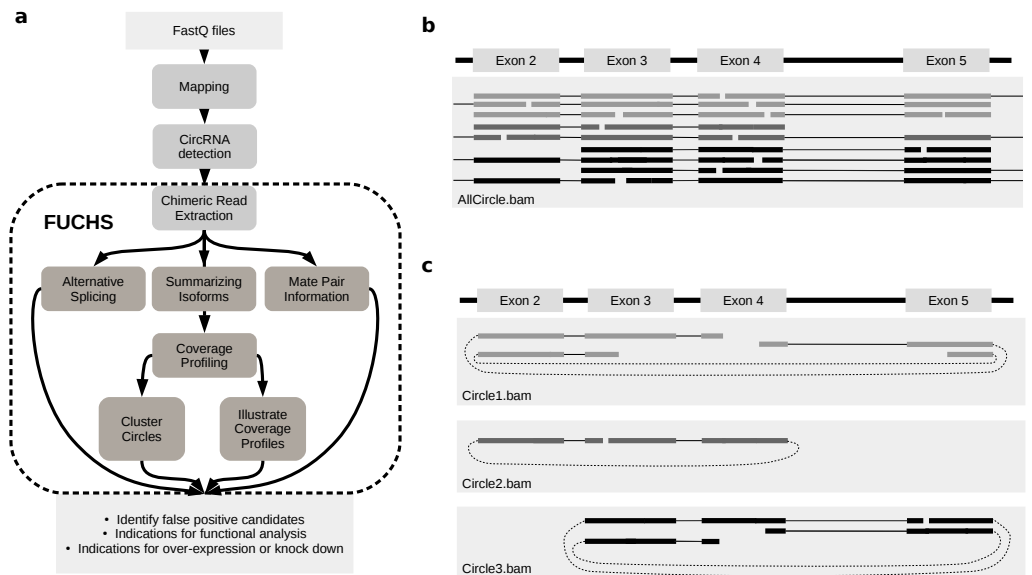 a
FastQ files
Mapping
CircRNA
detection
Chimeric Read
Extraction
FUCHS
Alternative
Splicing
Summarizing
Isoforms
Mate Pair
Information
Coverage
Profiling
Cluster
Circles
Illustrate
Coverage
Profiles
• Identify false positive candidates
• Indications for functional analysis
• Indications for over-expression or knock down
b
Exon 2 Exon 3 Exon 4 Exon 5
AllCircle.bam
c
Exon 2 Exon 3 Exon 4 Exon 5
Circle1.bam
Circle2.bam
Circle3.bam